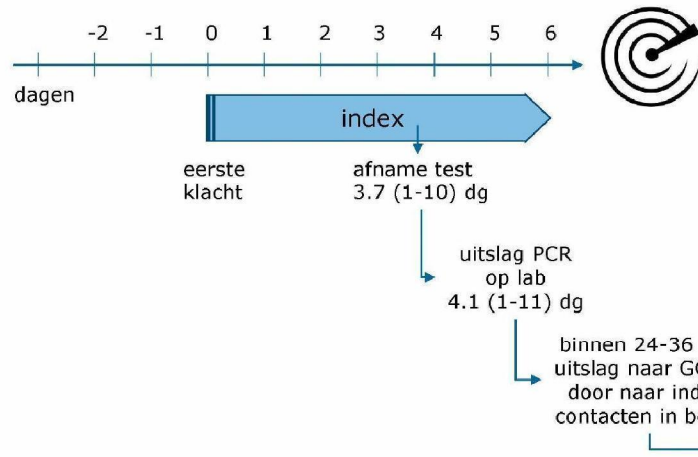 -2 -1 0 1 2 3 4 5 6
dagen
index
eerste
klacht
afname test
3.7 (1-10) dg
uitslag PCR
op lab
4.1 (1-11) dg
binnen 24-36
uitslag naar
door naar
contacten in